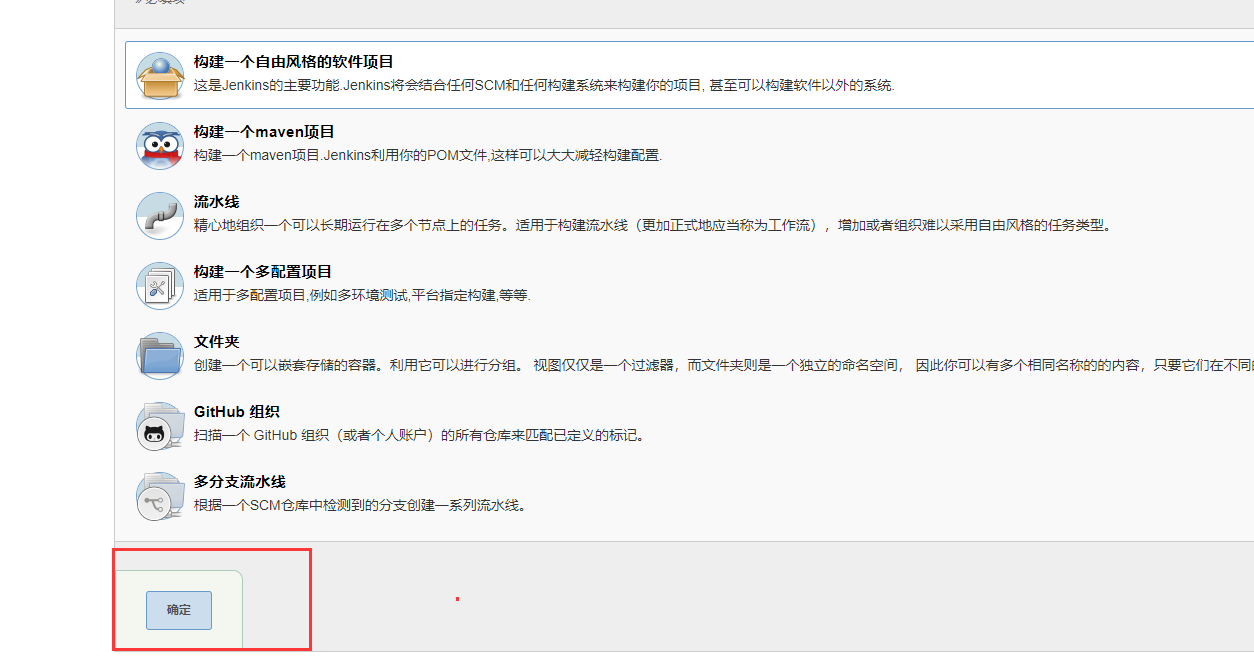 构建一个自由风格的软件项目
这是Jenkins的主要功能.Jenkins将会结合任何SCM和任何构建系统来构建你的项目, 甚至可以构建软件以外的系统.
构建一个maven项目
构建一个maven项目.Jenkins利用你的POM文件,这样可以大大减轻构建配置.
流水线
精心地组织一个可以长期运行在多个节点上的任务。适用于构建流水线（更加正式地应当称为工作流），增加或者组织难以采用自由风格的任务类型。
构建一个多配置项目
适用于多配置项目,例如多环境测试,平台指定构建,等等.
文件夹
创建一个可以嵌套存储的容器。利用它可以进行分组。 视图仅仅是一个过滤器，而文件夹则是一个独立的命名空间， 因此你可以有多个相同名称的的内容，只要它们在不同的
GitHub 组织
扫描一个 GitHub 组织（或者个人账户）的所有仓库来匹配已定义的标记。
多分支流水线
根据一个SCM仓库中检测到的分支创建一系列流水线。
确定